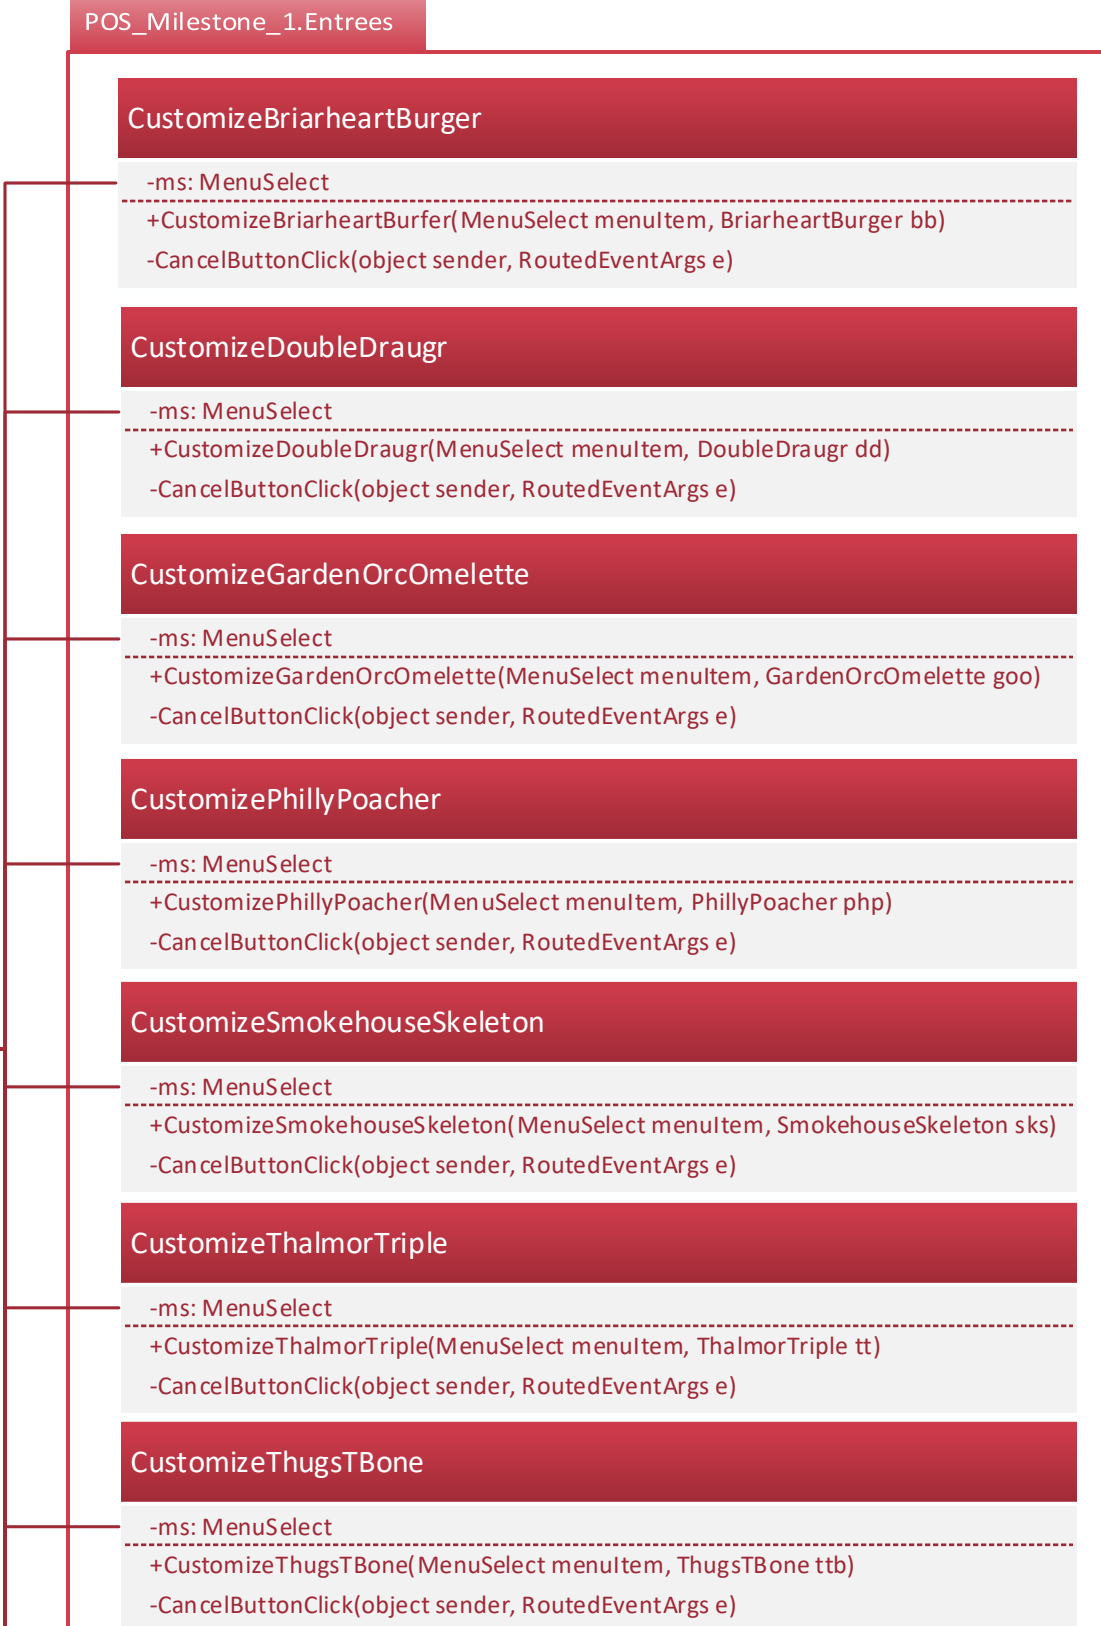 POS_Milestone_1.Entrees
CustomizeBriarheartBurger
-ms: MenuSelect
+CustomizeBriarheartBurfer(MenuSelect menuItem, BriarheartBurger bb)
-CancelButtonClick(object sender, RoutedEventArgs e)
CustomizeDoubleDraugr
-ms: MenuSelect
+CustomizeDoubleDraugr(MenuSelect menuItem, DoubleDraugr dd)
-CancelButtonClick(object sender, RoutedEventArgs e)
CustomizeGardenOrcOmelette
-ms: MenuSelect
+CustomizeGardenOrcOmelette(MenuSelect menuItem, GardenOrcOmelette goo)
-CancelButtonClick(object sender, RoutedEventArgs e)
CustomizePhillyPoacher
-ms: MenuSelect
+CustomizePhillyPoacher(MenuSelect menuItem, PhillyPoacher php)
-CancelButtonClick(object sender, RoutedEventArgs e)
CustomizeSmokehouseSkeleton
-ms: MenuSelect
+CustomizeSmokehouseSkeleton(MenuSelect menuItem, SmokehouseSkeleton sks)
-CancelButtonClick(object sender, RoutedEventArgs e)
CustomizeThalmorTriple
-ms: MenuSelect
+CustomizeThalmorTriple(MenuSelect menuItem, ThalmorTriple tt)
-CancelButtonClick(object sender, RoutedEventArgs e)
CustomizeThugsTBone
-ms: MenuSelect
+CustomizeThugsTBone(MenuSelect menuItem, ThugsTBone ttb)
-CancelButtonClick(object sender, RoutedEventArgs e)